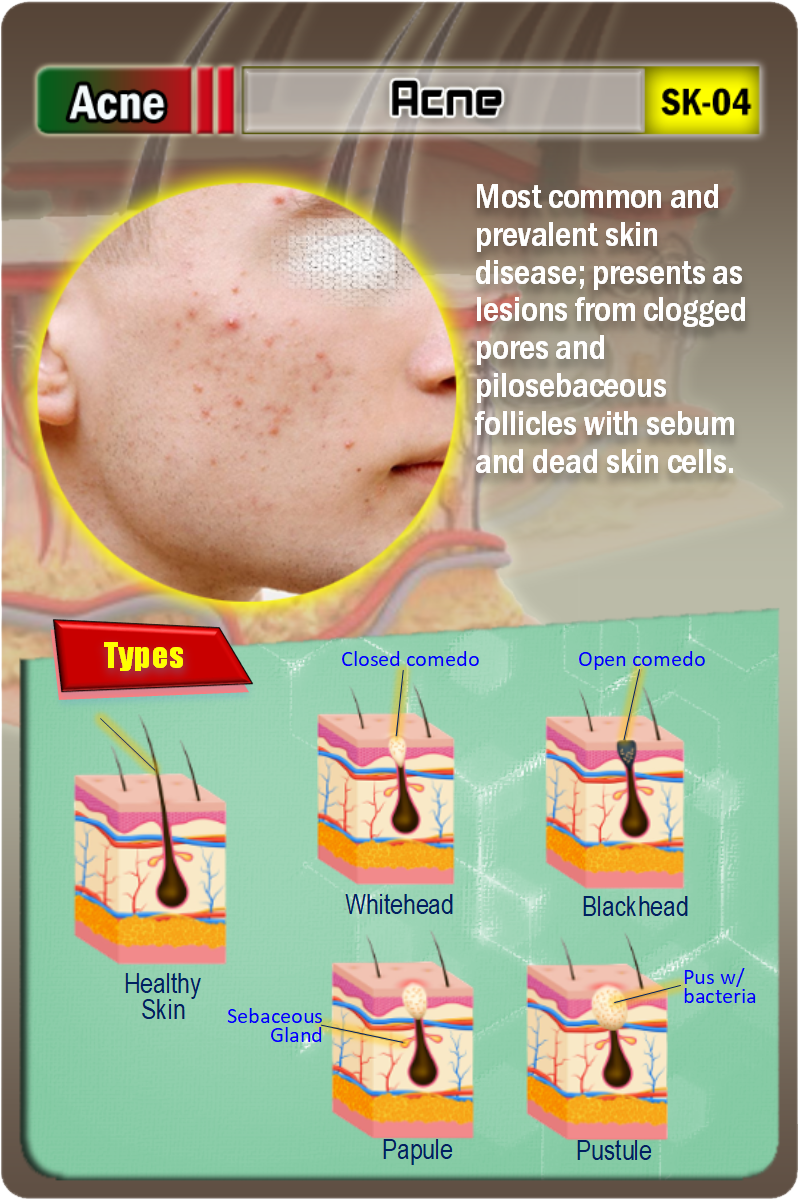 Acne
Acne
SK-04
Most common and
prevalent skin
disease; presents as
lesions from clogged
pores and
pilosebaceous
follicles with sebum
and dead skin cells.
Types
Closed comedo
Open comedo
Whitehead
Blackhead
Healthy
Skin
Sebaceous
Gland
Pus w/
bacteria
Papule
Pustule